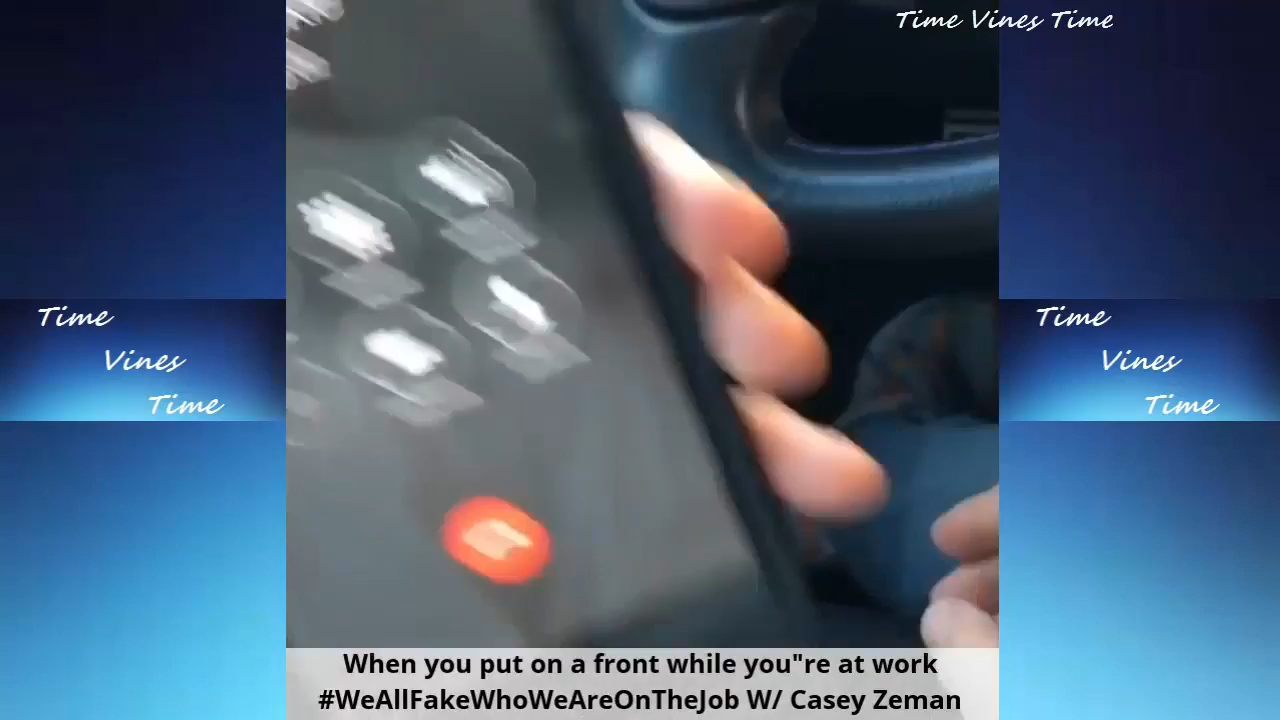 Time Vines Time
Time
Vines
Time
Time
Vines
Time
When you put on a front while you"re at work
#WeAllFakeWhoWeAreOnTheJob W/ Casey Zeman